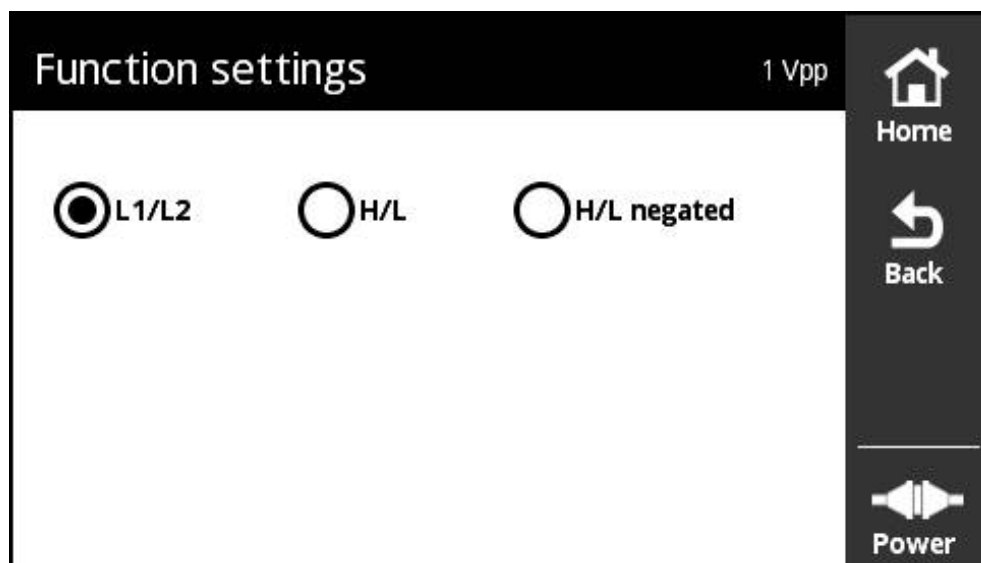 Function settings
1 Vpp
Home
L1/L2
H/L
H/L negated
Back
Power